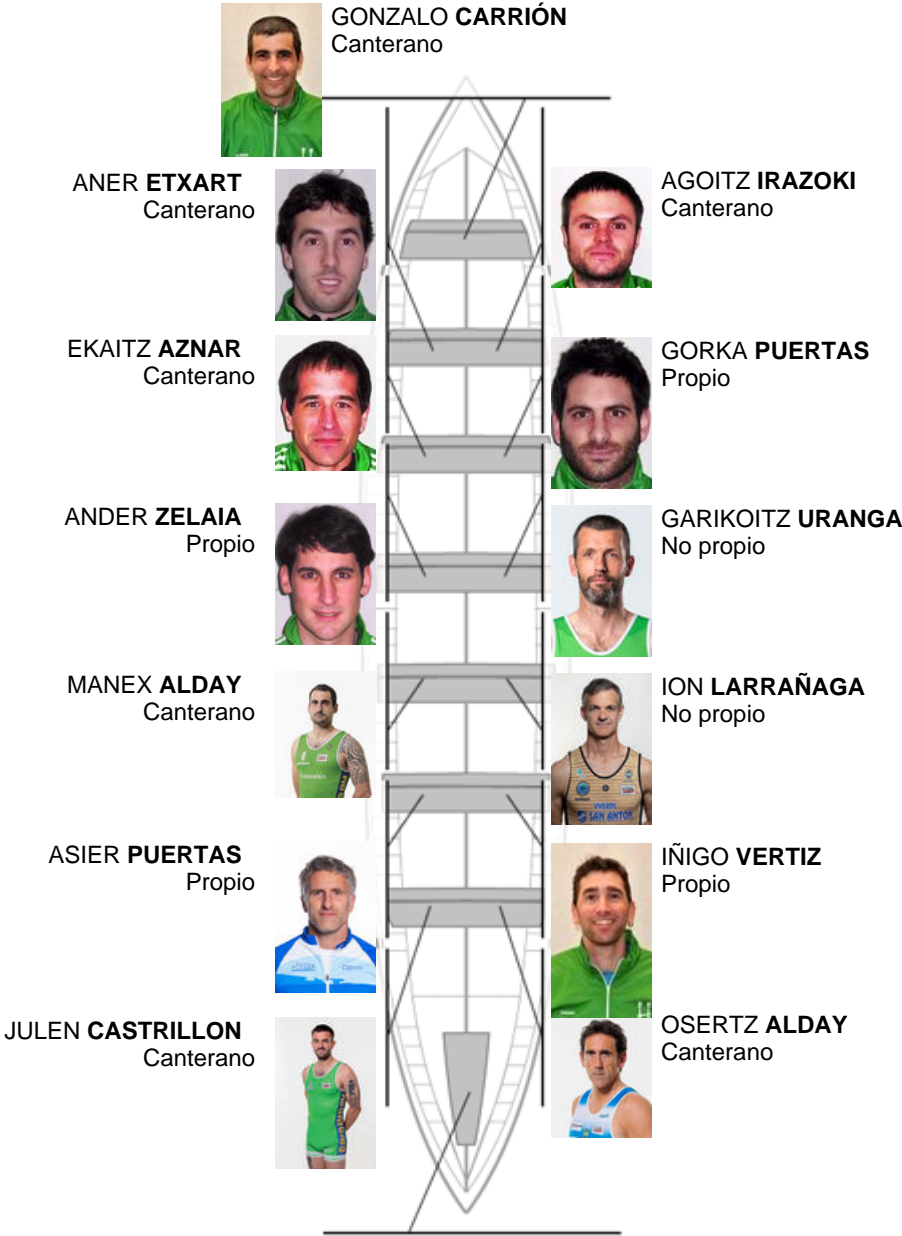 GONZALO CARRIÓN
Canterano
ANER ETXART
Canterano
AGOITZ IRAZOKI
Canterano
EKAITZ AZNAR
Canterano
GORKA PUERTAS
Propio
ANDER ZELAIA
Propio
GARIKOITZ URANGA
No propio
MANEX ALDAY
Canterano
ION LARRAÑAGA
No propio
SAN ANTON
ASIER PUERTAS
Propio
IÑIGO VERTIZ
Propio
JULEN CASTRILLON
Canterano
OSERTZ ALDAY
Canterano